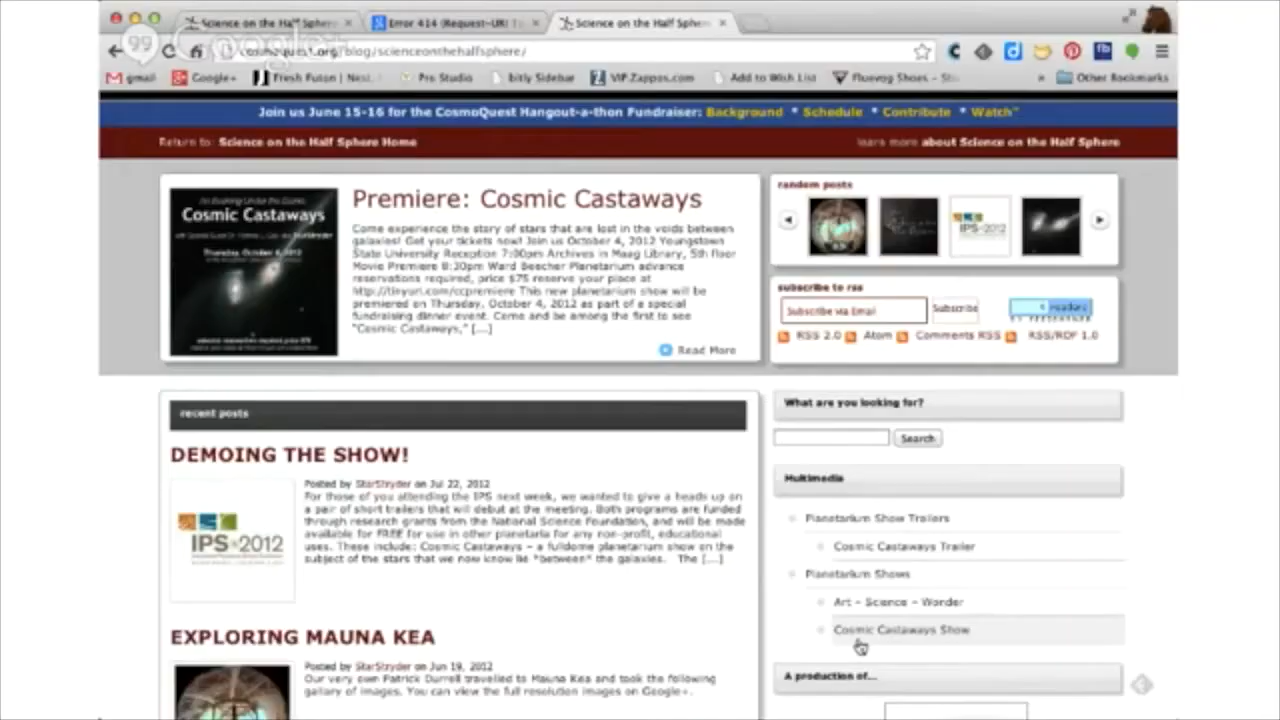 Science on the Half Sphere
Error 414 (Request-URI T
Science on the Half Sphere
Google+
cosmoquest.org/blog/scienceonthehalfsphere/
gmail
Google+
Fresh Futon | Next.
Pro Studio
bitly Sidebar
VIP.Zappos.com
Add to Wish List
Fluevog Shoes – St
»
Other Bookmarks
Join us June 15-16 for the CosmoQuest Hangout-a-thon Fundraiser: Background * Schedule * Contribute * Watch"
Return to: Science on the Half Sphere Home
learn more about Science on the Half Sphere
Cosmic Castaways
Thursday, October 4, 2012
Premiere: Cosmic Castaways
Come experience the story of stars that are lost in the voids between
galaxies! Get your tickets now! Join us October 4, 2012 Youngstown
State University Reception 7:00pm Archives in Maag Library, 5th floor
Movie Premiere 8:30pm Ward Beecher Planetarium advance
reservations required, price $75 reserve your place at
http://tinyurl.com/ccpremiere This new planetarium show will be
premiered on Thursday, October 4, 2012 as part of a special
fundraising dinner event. Come and be among the first to see
"Cosmic Castaways," [...]
Read More
random posts
IPS 2012
subscribe to rss
Subscribe via Email
Subscribe
readers
RSS 2.0
Atom
Comments RSS
RSS/RDF 1.0
recent posts
DEMOING THE SHOW!
IPS 2012
Posted by StarStryder on Jul 22, 2012
For those of you attending the IPS next week, we wanted to give a heads up on
a pair of short trailers that will debut at the meeting. Both programs are funded
through research grants from the National Science Foundation, and will be made
available for FREE for use in other planetaria for any non-profit, educational
uses. These include: Cosmic Castaways – a fulldome planetarium show on the
subject of the stars that we now know lie *between* the galaxies. The [...]
EXPLORING MAUNA KEA
Posted by StarStryder on Jun 19, 2012
Our very own Patrick Durrell travelled to Mauna Kea and took the following
gallery of images. You can view the full resolution images on Google+.
What are you looking for?
Search
Multimedia
Planetarium Show Trailers
Cosmic Castaways Trailer
Planetarium Shows
Art – Science – Wonder
Cosmic Castaways Show
A production of...